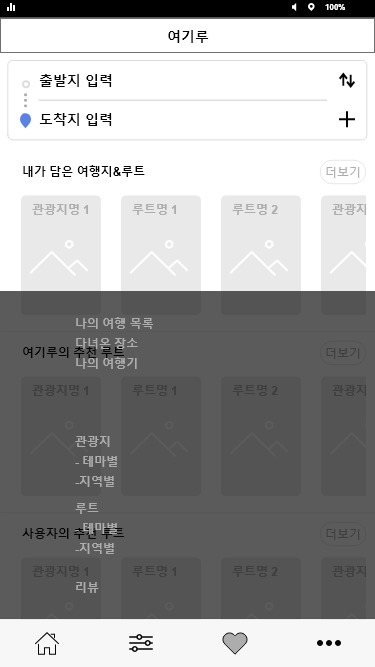 100%
여기루
출발지 입력
도착지 입력
내가 담은 여행지&루트 더보기
관광지명 1 루트명 1 루트명 2 관광지
나의 여행 목록
다녀온 장소
여기루의 추천 루트 더보기
나의 여행기
관광지명 1 루트명 1 루트명 2 관광지
관광지
- 테마별
-지역별
루트
- 테마별
사용자의 추천 루트 더보기
-지역별
관광지명 1 루트명 1 루트명 2 관광지
리뷰